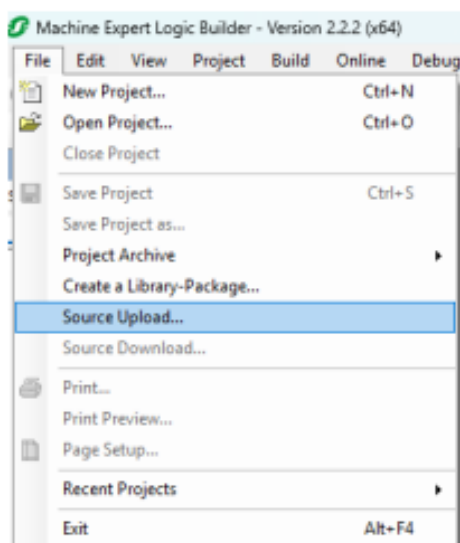 Machine Expert Logic Builder - Version 2.2.2 (x64)
File Edit View Project Build Online Debug
New Project... Ctrl+N
Open Project... Ctrl+O
Close Project
Save Project Ctrl+S
Save Project as...
Project Archive
Create a Library-Package...
Source Upload...
Source Download...
Print...
Print Preview...
Page Setup...
Recent Projects
Exit Alt+F4